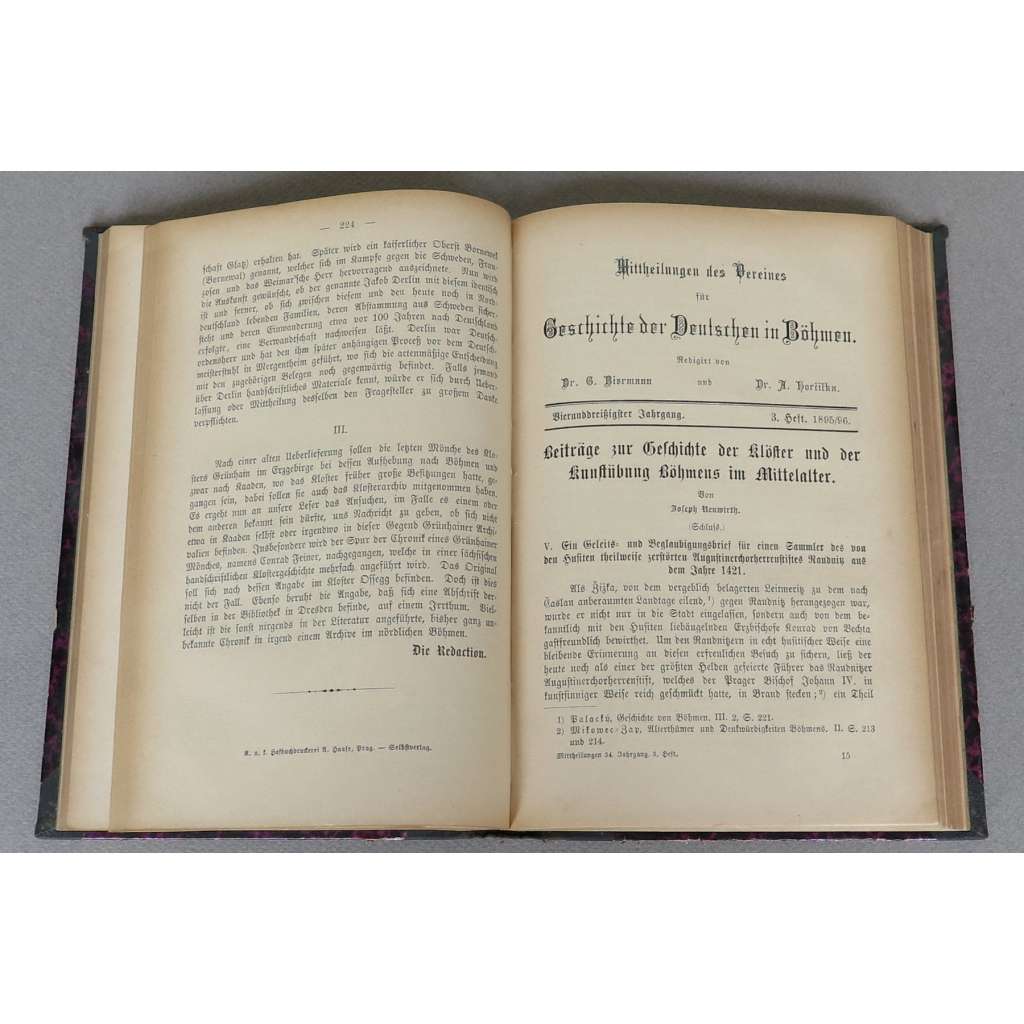 — 224 —
schaft Glatz) erhalten hat. Später wird ein kaiserlicher Oberst Bornewek
(Bornewal) genannt, welcher sich im Kampfe gegen die Schweden, Fran-
zosen und das Weimar'sche Heer hervorragend auszeichnete. Nun wird
die Auskunft gewünscht, ob der genannte Jakob Derlin mit diesem identisch
ist und ferner, ob sich zwischen diesem und den heute noch in Nord-
deutschland lebenden Familien, deren Abstammung aus Schweden sicher-
steht und deren Einwanderung etwa vor 100 Jahren nach Deutschland
erfolgte, eine Verwandtschaft nachweisen läßt. Derlin war Deutsch-
ordensherr und hat den ihm später anhängigen Proceß vor dem Deutsch-
meisterstuhl in Mergentheim geführt, wo sich die actenmäßige Entscheidung
mit den zugehörigen Belegen noch gegenwärtig befindet. Falls jemand
über Derlin handschriftliches Materiale kennt, würde er sich durch Ueber-
lassung oder Mittheilung desselben den Fragesteller zu großem Danke
verpflichten.
III.
Nach einer alten Ueberlieferung sollen die letzten Mönche des Klo-
sters Grünhain im Erzgebirge bei dessen Aufhebung nach Böhmen und
zwar nach Kaaden, wo das Kloster früher große Besitzungen hatte, ge-
gangen sein, dabei sollen sie auch das Klosterarchiv mitgenommen haben.
Es ergeht nun an unsere Leser das Ansuchen, im Falle es einem oder
dem anderen bekannt sein dürfte, uns Nachricht zu geben, ob sich nicht
etwa in Kaaden selbst oder irgendwo in dieser Gegend Grünhainer Archi-
valien befinden. Insbesondere wird der Spur der Chronik eines Grünhainer
Mönches, namens Conrad Feiner, nachgegangen, welche in einer sächsischen
handschriftlichen Klostergeschichte mehrfach angeführt wird. Das Original
soll sich nach dessen Angabe im Kloster Ossegg befinden. Doch ist dies
nicht der Fall. Ebenso beruht die Angabe, daß sich eine Abschrift der-
selben in der Bibliothek in Dresden befinde, auf einem Irrthum. Viel-
leicht ist die sonst nirgends in der Literatur angeführte, bisher ganz un-
bekannte Chronik in irgend einem Archive im nördlichen Böhmen.
Die Redaction.
K. u. k. Hofbuchdruckerei A. Haase, Prag. — Selbstverlag.
Mittheilungen des Vereines
für
Geschichte der Deutschen in Böhmen.
Redigirt von
Dr. G. Biermann und Dr. A. Horčička.
Vierunddreißigster Jahrgang. 3. Heft. 1895/96.
Beiträge zur Geschichte der Klöster und der
Kunstübung Böhmens im Mittelalter.
Von
Joseph Neuwirth.
(Schluss.)
V. Ein Geleits- und Beglaubigungsbrief für einen Sammler des von
den Husiten theilweise zerstörten Augustinerchorherrenstiftes Raudnitz aus
dem Jahre 1421.
Als Žižka, von dem vergeblich belagerten Leitmeritz zu dem nach
Časlau anberaumten Landtage eilend,¹) gegen Raudnitz herangezogen war,
wurde er nicht nur in die Stadt eingelassen, sondern auch von dem be-
kanntlich mit den Husiten liebäugelnden Erzbischofe Konrad von Vechta
gastfreundlich bewirthet. Um den Raudnitzern in echt husitischer Weise eine
bleibende Erinnerung an diesen erfreulichen Besuch zu sichern, ließ der
heute noch als einer der größten Helden gefeierte Führer das Raudnitzer
Augustinerchorherrenstift, welches der Prager Bischof Johann IV. in
kunstsinniger Weise reich geschmückt hatte, in Brand stecken;²) ein Theil
1) Palacký, Geschichte von Böhmen. III. 2, S. 221.
2) Mikowec-Zap, Alterthümer und Denkwürdigkeiten Böhmens. II. S. 213
und 214.
Mittheilungen 34. Jahrgang. 3. Heft. 15